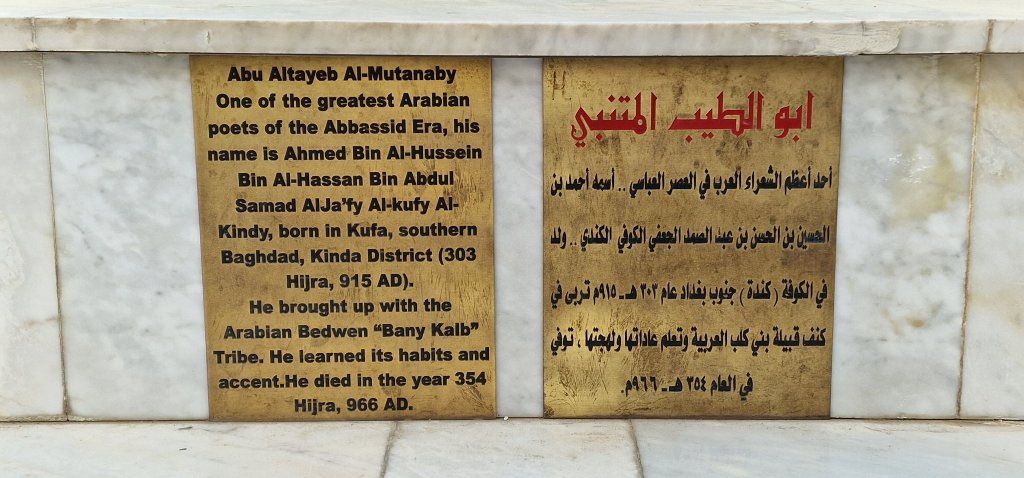 Abu Altayeb Al-Mutanaby
One of the greatest Arabian
poets of the Abbassid Era, his
name is Ahmed Bin Al-Hussein
Bin Al-Hassan Bin Abdul
Samad AlJa’fy Al-kufy Al-
Kindy, born in Kufa, southern
Baghdad, Kinda District (303
Hijra, 915 AD).
He brought up with the
Arabian Bedwen “Bany Kalb”
Tribe. He learned its habits and
accent.He died in the year 354
Hijra, 966 AD.
ابو الطيب المتنبي
أحد أعظم الشعراء العرب في العصر العباسي .. أسمه أحمد بن
الحسين بن الحسن بن عبد الصمد الجعفي الكوفي الكندي .. ولد
في الكوفة ( كندة ) جنوب بغداد عام ٣٠٣ هـ - ٩١٥م تربى في
كنف قبيلة بني كلب العربية وتعلم عاداتها ولهجتها ، توفي
في العام ٣٥٤ هـ - ٩٦٦م.